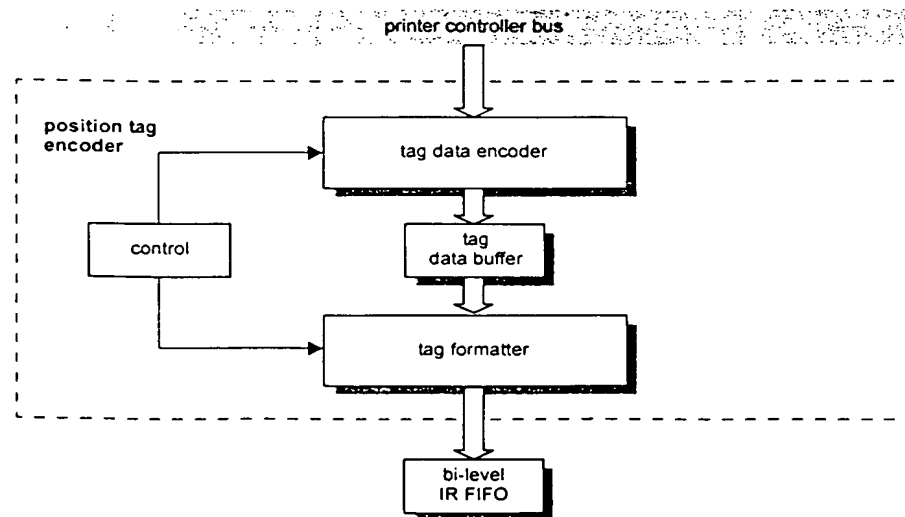 printer controller bus
position tag
encoder
tag data encoder
control
tag
data buffer
tag formatter
bi-level
IR FIFO